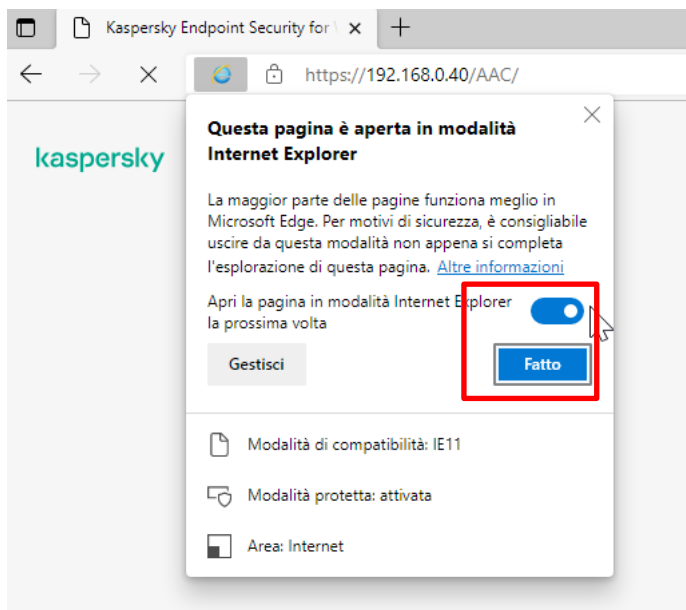 Kaspersky Endpoint Security for
https://192.168.0.40/AAC/
kaspersky
Questa pagina è aperta in modalità
Internet Explorer
La maggior parte delle pagine funziona meglio in
Microsoft Edge. Per motivi di sicurezza, è consigliabile
uscire da questa modalità non appena si completa
l'esplorazione di questa pagina. Altre informazioni
Apri la pagina in modalità Internet Explorer
la prossima volta
Gestisci
Fatto
Modalità di compatibilità: IE11
Modalità protetta: attivata
Area: Internet